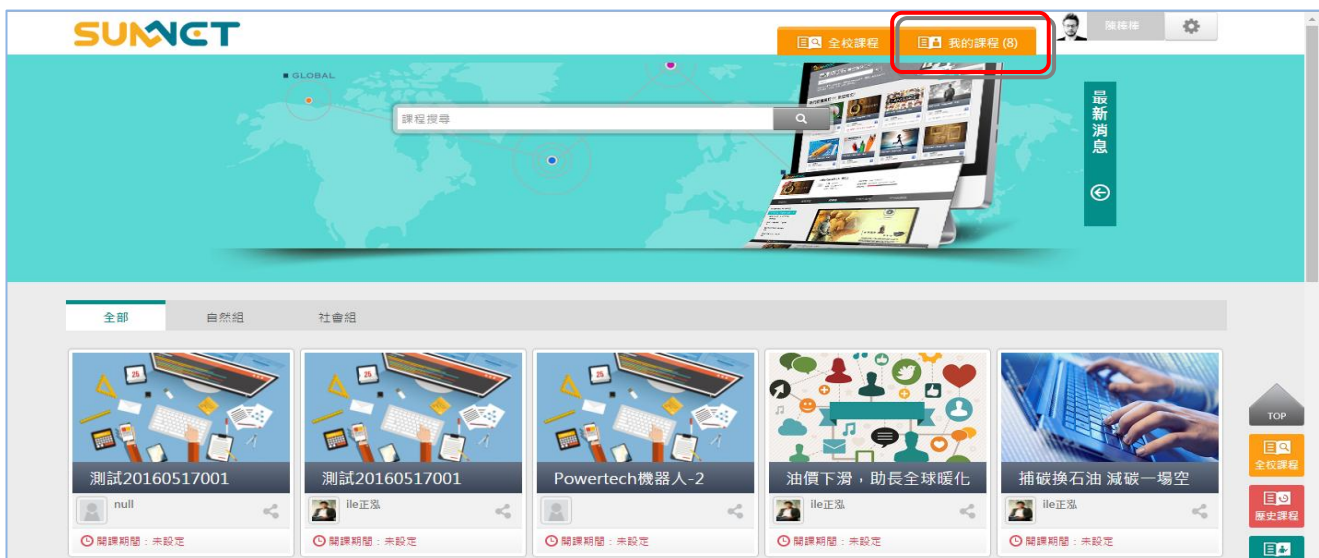 SUNNET
全校課程
我的課程 (8)
GLOBAL
課程搜尋
最新消息
全部
自然組
社會組
測試20160517001
null
開課期間：未設定
測試20160517001
ile正泓
開課期間：未設定
Powertech機器人-2
開課期間：未設定
油價下滑，助長全球暖化
ile正泓
開課期間：未設定
捕碳換石油 減碳一場空
ile正泓
開課期間：未設定
TOP
全校課程
歷史課程